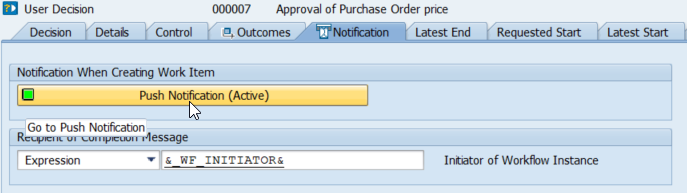 User Decision 000007 Approval of Purchase Order price
Decision Details Control Outcomes Notification Latest End Requested Start Latest Start
Notification When Creating Work Item
Push Notification (Active)
Go to Push Notification
Recipient of Completion Message
Expression &_WF_INITIATOR& Initiator of Workflow Instance